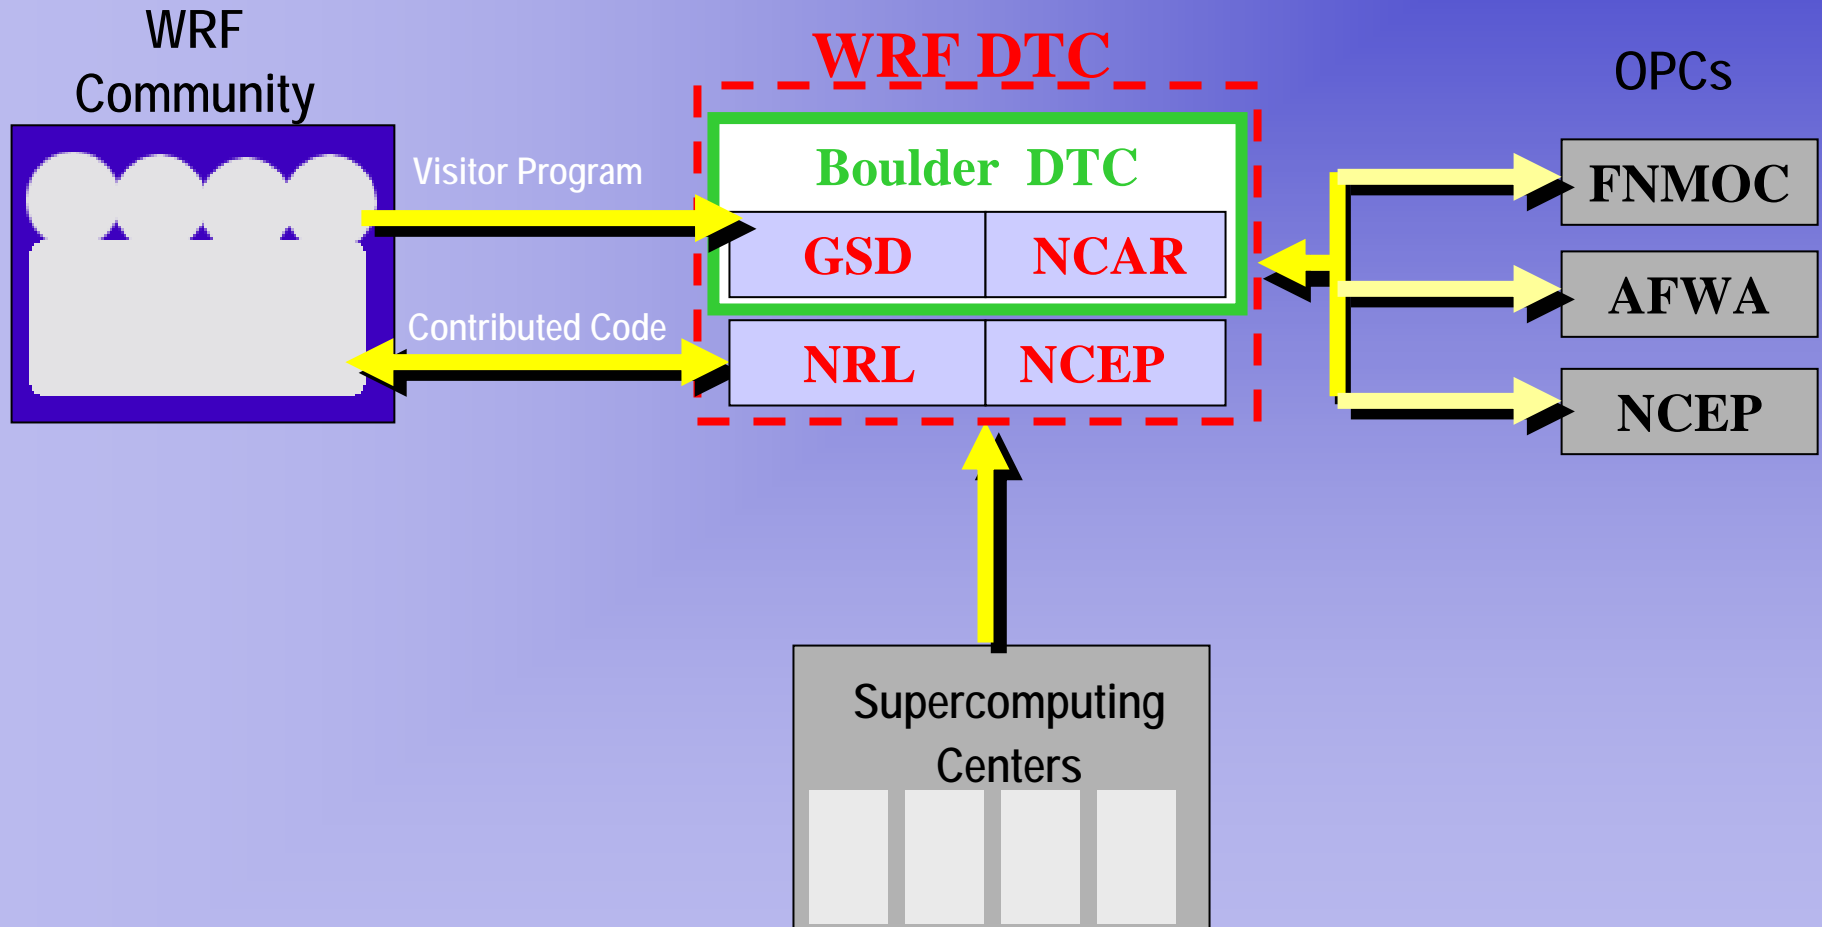 WRF
Community
WRF DTC
OPCs
Visitor Program
Boulder DTC
FNMOC
GSD
NCAR
AFWA
Contributed Code
NRL
NCEP
NCEP
Supercomputing
Centers